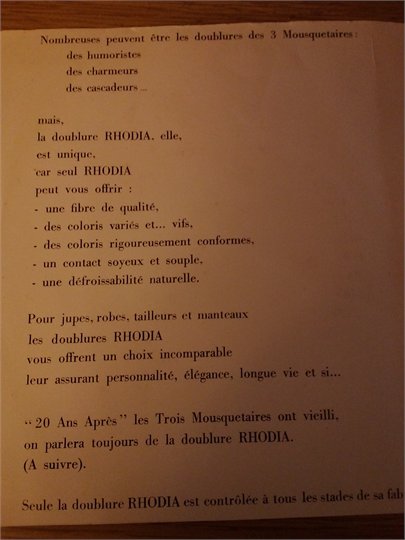 Nombreuses peuvent être les doublures des 3 Mousquetaires :
des humoristes
des charmeurs
des cascadeurs...
mais,
la doublure RHODIA, elle,
est unique,
car seul RHODIA
peut vous offrir :
- une fibre de qualité,
- des coloris variés et... vifs,
- des coloris rigoureusement conformes,
- un contact soyeux et souple,
- une défroissabilité naturelle.
Pour jupes, robes, tailleurs et manteaux
les doublures RHODIA
vous offrent un choix incomparable
leur assurant personnalité, élégance, longue vie et si...
“20 Ans Après” les Trois Mousquetaires ont vieilli,
on parlera toujours de la doublure RHODIA.
(A suivre).
Seule la doublure RHODIA est contrôlée à tous les stades de sa fab